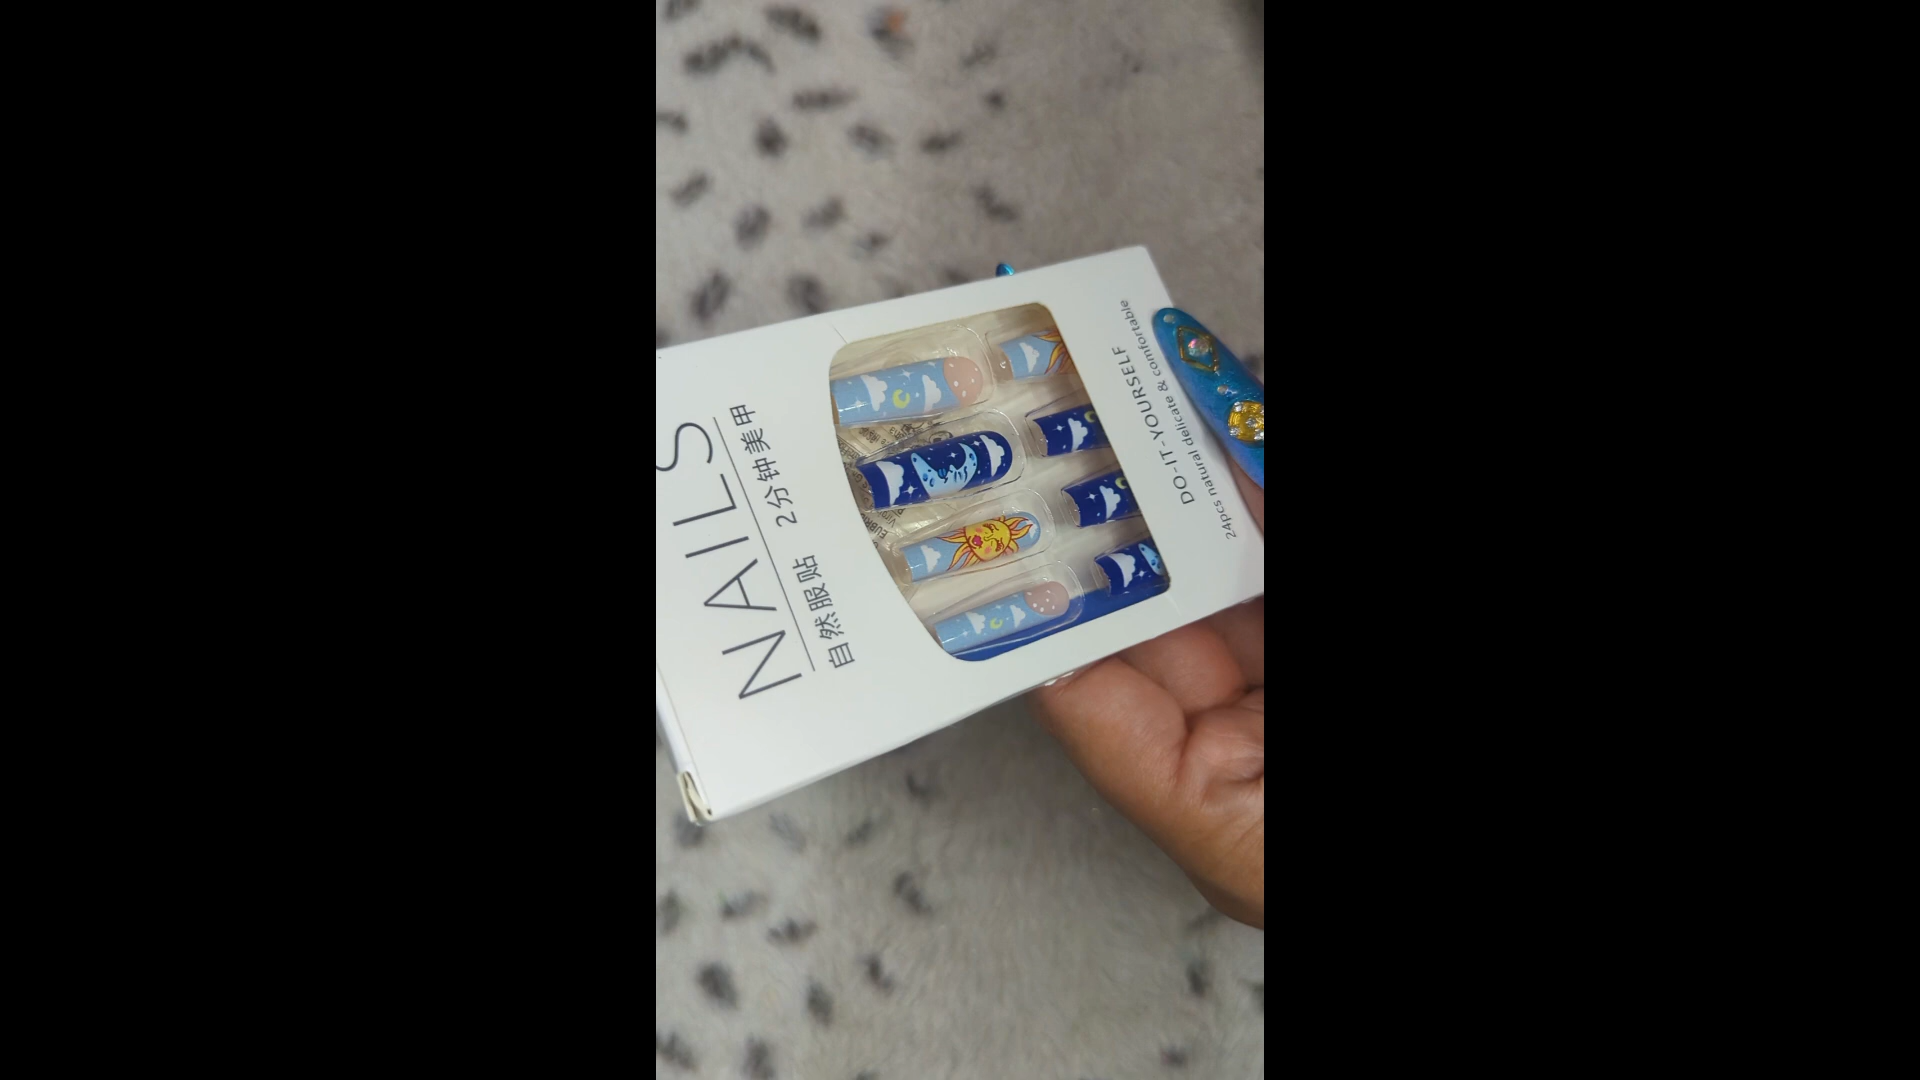 NAILS
自然服贴 2分钟美甲
DO-IT-YOURSELF
24pcs natural delicate & comfortable